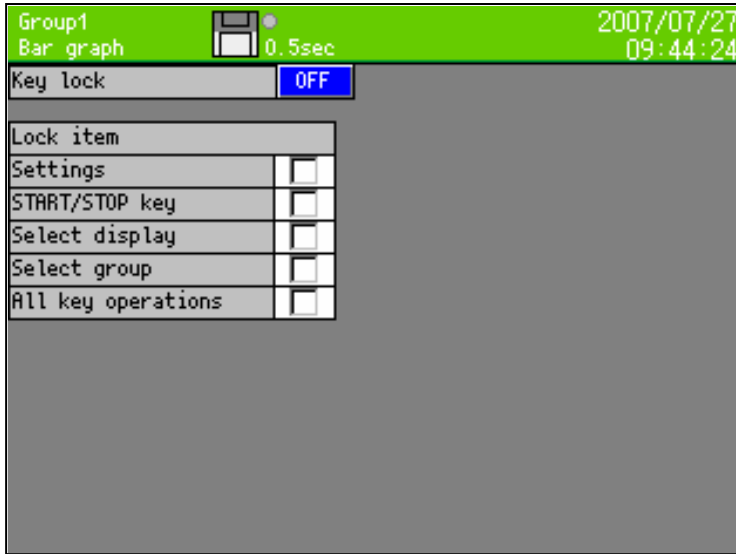 Group1
2007/07/27
Bar graph
0.5sec
09:44:24
Key lock OFF
Lock item
Settings
START/STOP key
Select display
Select group
All key operations